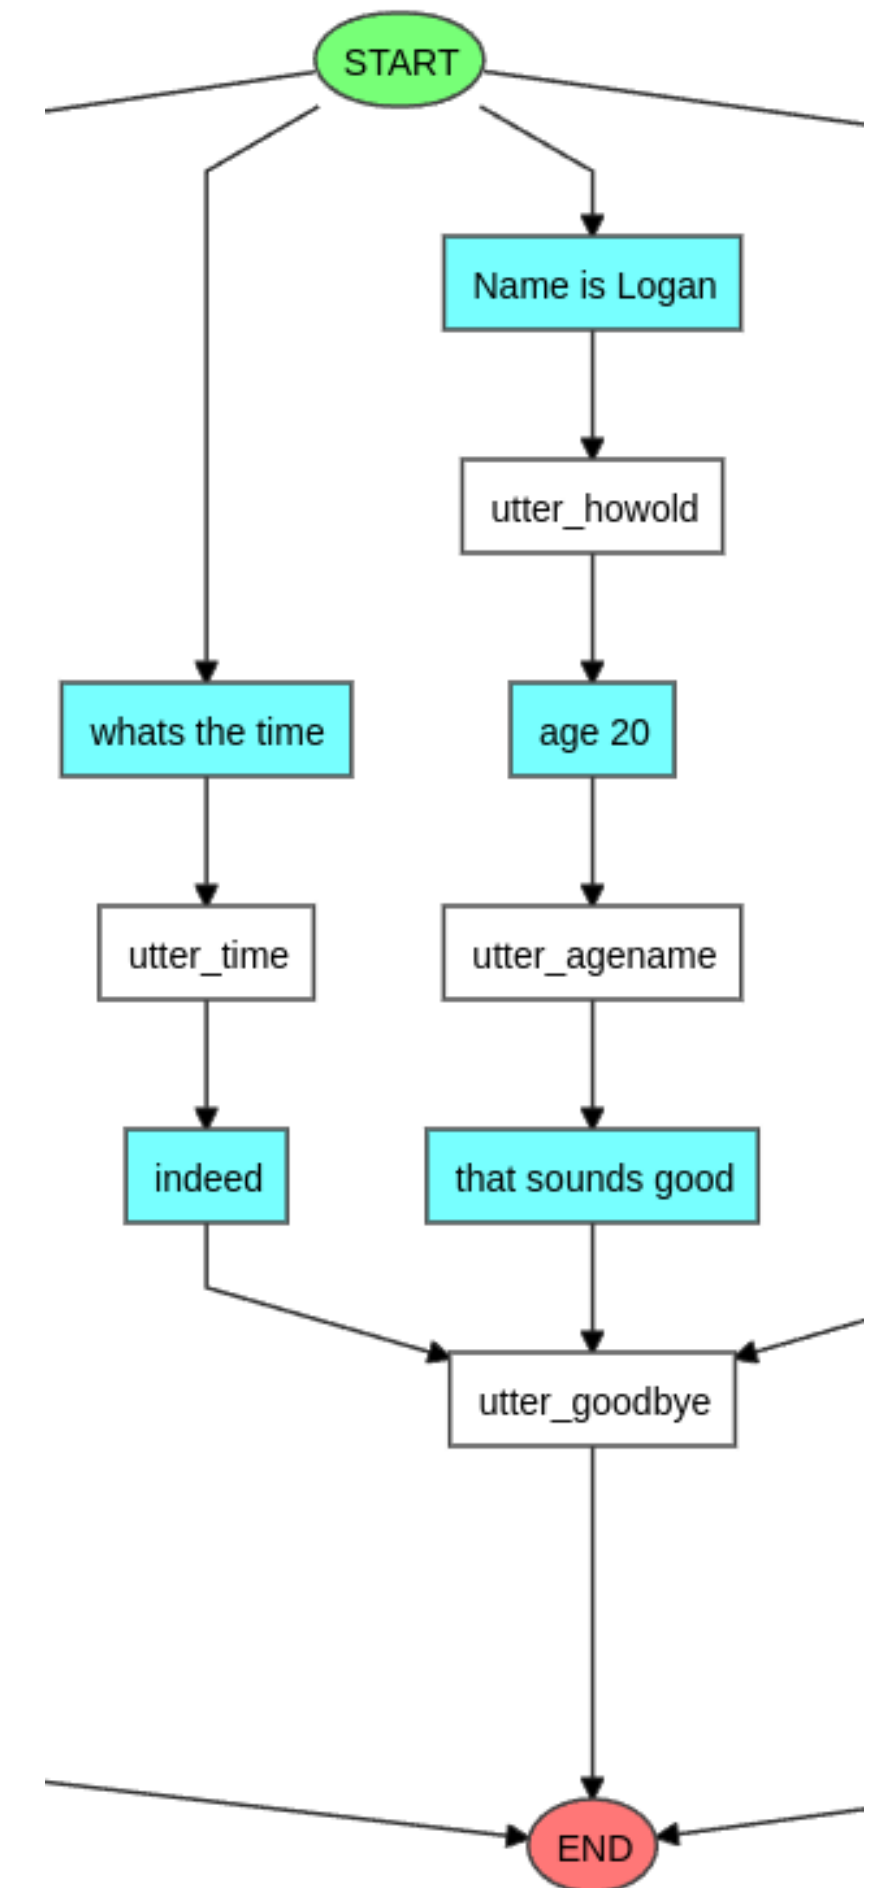 START
Name is Logan
utter_howold
whats the time
age 20
utter_time
utter_agename
indeed
that sounds good
utter_goodbye
END